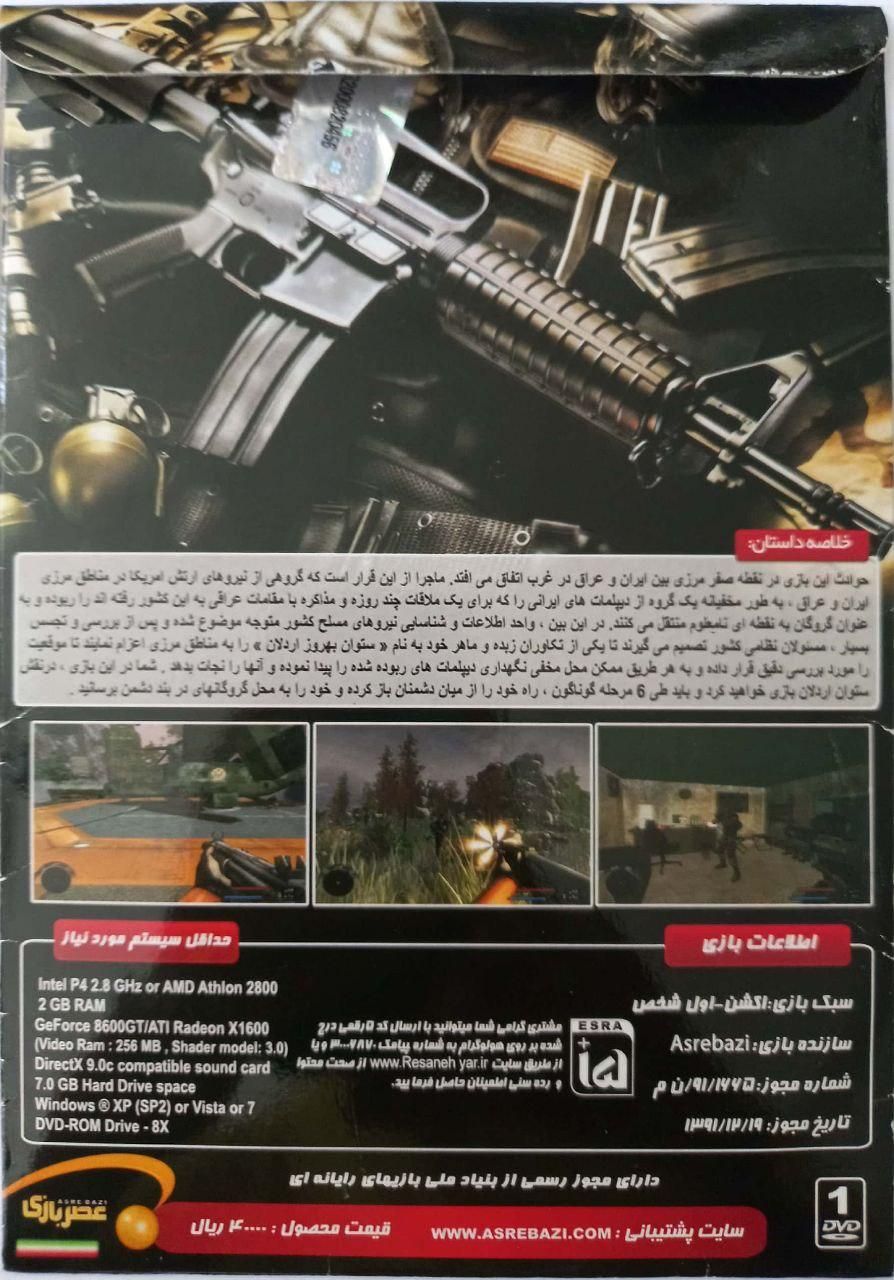 خلاصه داستان:
حوادث این بازی در نقطه صفر مرزی بین ایران و عراق در غرب اتفاق می افتد. ماجرا از این قرار است که گروهی از نیروهای ارتش امریکا در مناطق مرزی
ایران و عراق ، به طور مخفیانه یک گروه از دیپلمات های ایرانی را که برای یک ملاقات چند روزه و مذاکره با مقامات عراقی به این کشور رفته اند را ربوده و به
عنوان گروگان به نقطه ای نامعلوم منتقل می کنند. در این بین ، واحد اطلاعات و شناسایی نیروهای مسلح کشور متوجه موضوع شده و پس از بررسی و تجسس
بسیار ، مسئولان نظامی کشور تصمیم می گیرند تا یکی از تکاوران زبده و ماهر خود به نام « ستوان بهروز اردلان » را به مناطق مرزی اعزام نمایند تا موقعیت
را مورد بررسی دقیق قرار داده و به هر طریق ممکن محل مخفی نگهداری دیپلمات های ربوده شده را پیدا نموده و آنها را نجات بدهد . شما در این بازی ، درنقش
ستوان اردلان بازی خواهید کرد و باید طی 6 مرحله گوناگون ، راه خود را از میان دشمنان باز کرده و خود را به محل گروگانهای در بند دشمن برسانید .
اطلاعات بازی
سبک بازی:اکشن-اول شخص
سازنده بازی: Asrebazi
شماره مجوز: ۹۱/۱۶۶۵/ن م
تاریخ مجوز: ۱۳۹۱/۱۲/۱۹
ESRA
+۱۵
مشتری گرامی شما میتوانید با ارسال کد ۵رقمی درج
شده بر روی هولوگرام به شماره پیامک ۳۰۰۰۷۸۷۰ و یا
از طریق سایت www.Resaneh yar.ir از صحت محتوا
و رده سنی اطمینان حاصل فرمایید.
حداقل سیستم مورد نیاز
Intel P4 2.8 GHz or AMD Athlon 2800
2 GB RAM
GeForce 8600GT/ATI Radeon X1600
(Video Ram : 256 MB , Shader model: 3.0)
DirectX 9.0c compatible sound card
7.0 GB Hard Drive space
Windows ® XP (SP2) or Vista or 7
DVD-ROM Drive - 8X
دارای مجوز رسمی از بنیاد ملی بازیهای رایانه ای
سایت پشتیبانی : WWW.ASREBAZI.COM
قیمت محصول : ۴۰۰۰۰ ریال
1
DVD
ASRE BAZI
عصر بازی